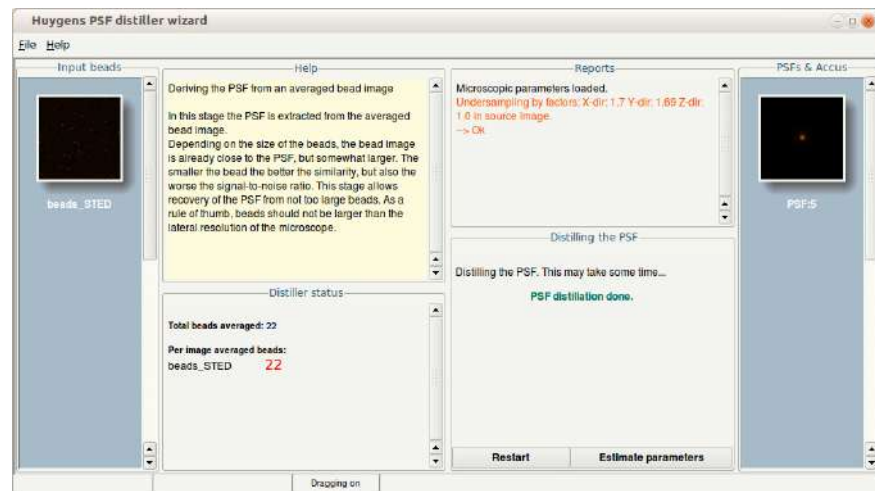 Huygens PSF distiller wizard
File Help
Input beads
beads_STED
Help
Deriving the PSF from an averaged bead image
In this stage the PSF is extracted from the averaged
bead image.
Depending on the size of the beads, the bead image
is already close to the PSF, but somewhat larger. The
smaller the bead the better the similarity, but also the
worse the signal-to-noise ratio. This stage allows
recovery of the PSF from not too large beads. As a
rule of thumb, beads should not be larger than the
lateral resolution of the microscope.
Distiller status
Total beads averaged: 22
Per image averaged beads:
beads_STED 22
Reports
Microscopic parameters loaded.
Undersampling by factors: X-dir: 1.7 Y-dir: 1.69 Z-dir:
1.0 in source image.
--> Ok
Distilling the PSF
Distilling the PSF. This may take some time...
PSF distillation done.
Restart Estimate parameters
PSFs & Accus
PSF:5
Dragging on